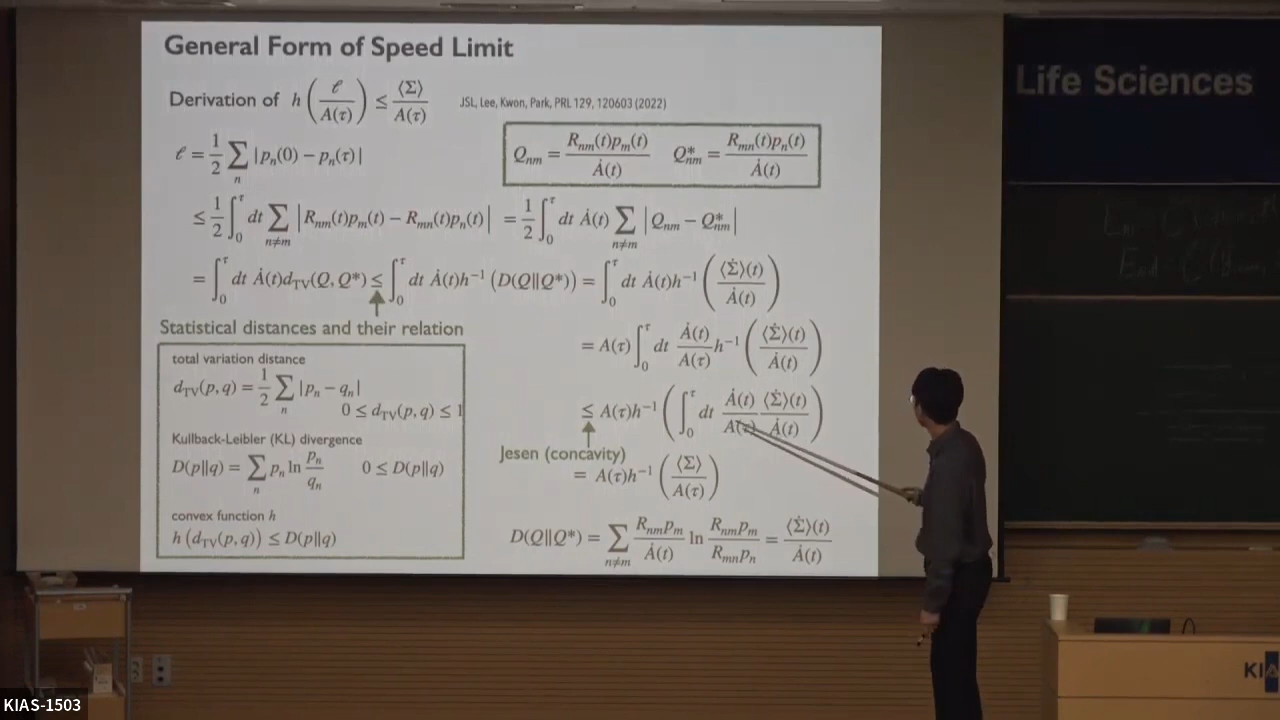 General Form of Speed Limit
Derivation of h(ℓ/A(τ)) ≤ ⟨Σ⟩/A(τ)
JSL, Lee, Kwon, Park, PRL 129, 120603 (2022)
ℓ = 1/2 ∑_n |p_n(0) − p_n(τ)|
Q_nm = R_nm(t)p_m(t)/Ȧ(t) Q*_nm = R_mn(t)p_n(t)/Ȧ(t)
≤ 1/2 ∫_0^τ dt ∑_{n≠m} |R_nm(t)p_m(t) − R_mn(t)p_n(t)| = 1/2 ∫_0^τ dt Ȧ(t) ∑_{n≠m} |Q_nm − Q*_nm|
= ∫_0^τ dt Ȧ(t)d_TV(Q, Q*) ≤ ∫_0^τ dt Ȧ(t)h⁻¹(D(Q||Q*)) = ∫_0^τ dt Ȧ(t)h⁻¹(⟨Σ̇⟩(t)/Ȧ(t))
= A(τ) ∫_0^τ dt Ȧ(t)/A(τ) h⁻¹(⟨Σ̇⟩(t)/Ȧ(t))
≤ A(τ)h⁻¹(∫_0^τ dt Ȧ(t)/A(τ) ⟨Σ̇⟩(t)/Ȧ(t))
Jesen (concavity)
= A(τ)h⁻¹(⟨Σ⟩/A(τ))
D(Q||Q*) = ∑_{n≠m} R_nm p_m/Ȧ(t) ln R_nm p_m/R_mn p_n = ⟨Σ̇⟩(t)/Ȧ(t)
Statistical distances and their relation
total variation distance
d_TV(p, q) = 1/2 ∑_n |p_n − q_n|
0 ≤ d_TV(p, q) ≤ 1
Kullback-Leibler (KL) divergence
D(p||q) = ∑_n p_n ln p_n/q_n 0 ≤ D(p||q)
convex function h
h(d_TV(p, q)) ≤ D(p||q)
Life Sciences
KI
KIAS-1503